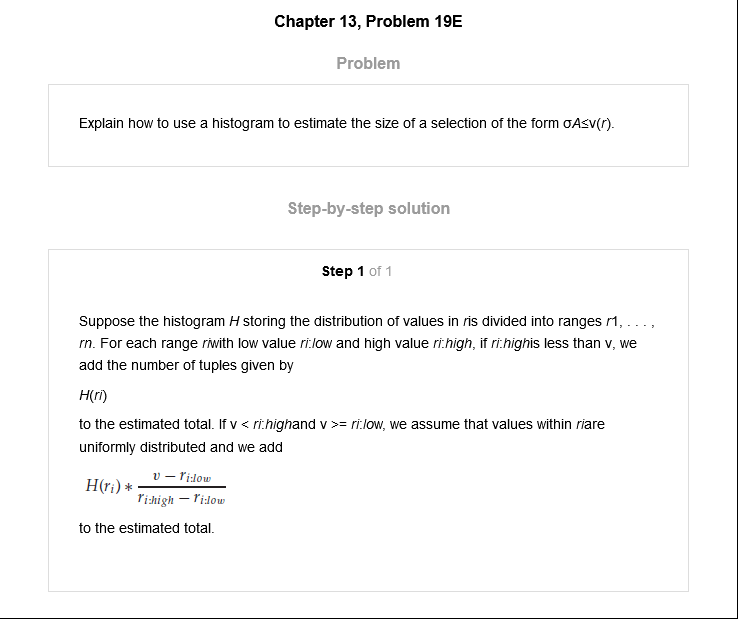 Chapter 13, Problem 19E
Problem
Explain how to use a histogram to estimate the size of a selection of the form σA≤v(r).
Step-by-step solution
Step 1 of 1
Suppose the histogram H storing the distribution of values in ris divided into ranges r1, . . . ,
rn. For each range riwith low value ri:low and high value ri:high, if ri:highis less than v, we
add the number of tuples given by
H(ri)
to the estimated total. If v < ri:highand v >= ri:low, we assume that values within riare
uniformly distributed and we add
H(ri) * (v − ri:low) / (ri:high − ri:low)
to the estimated total.